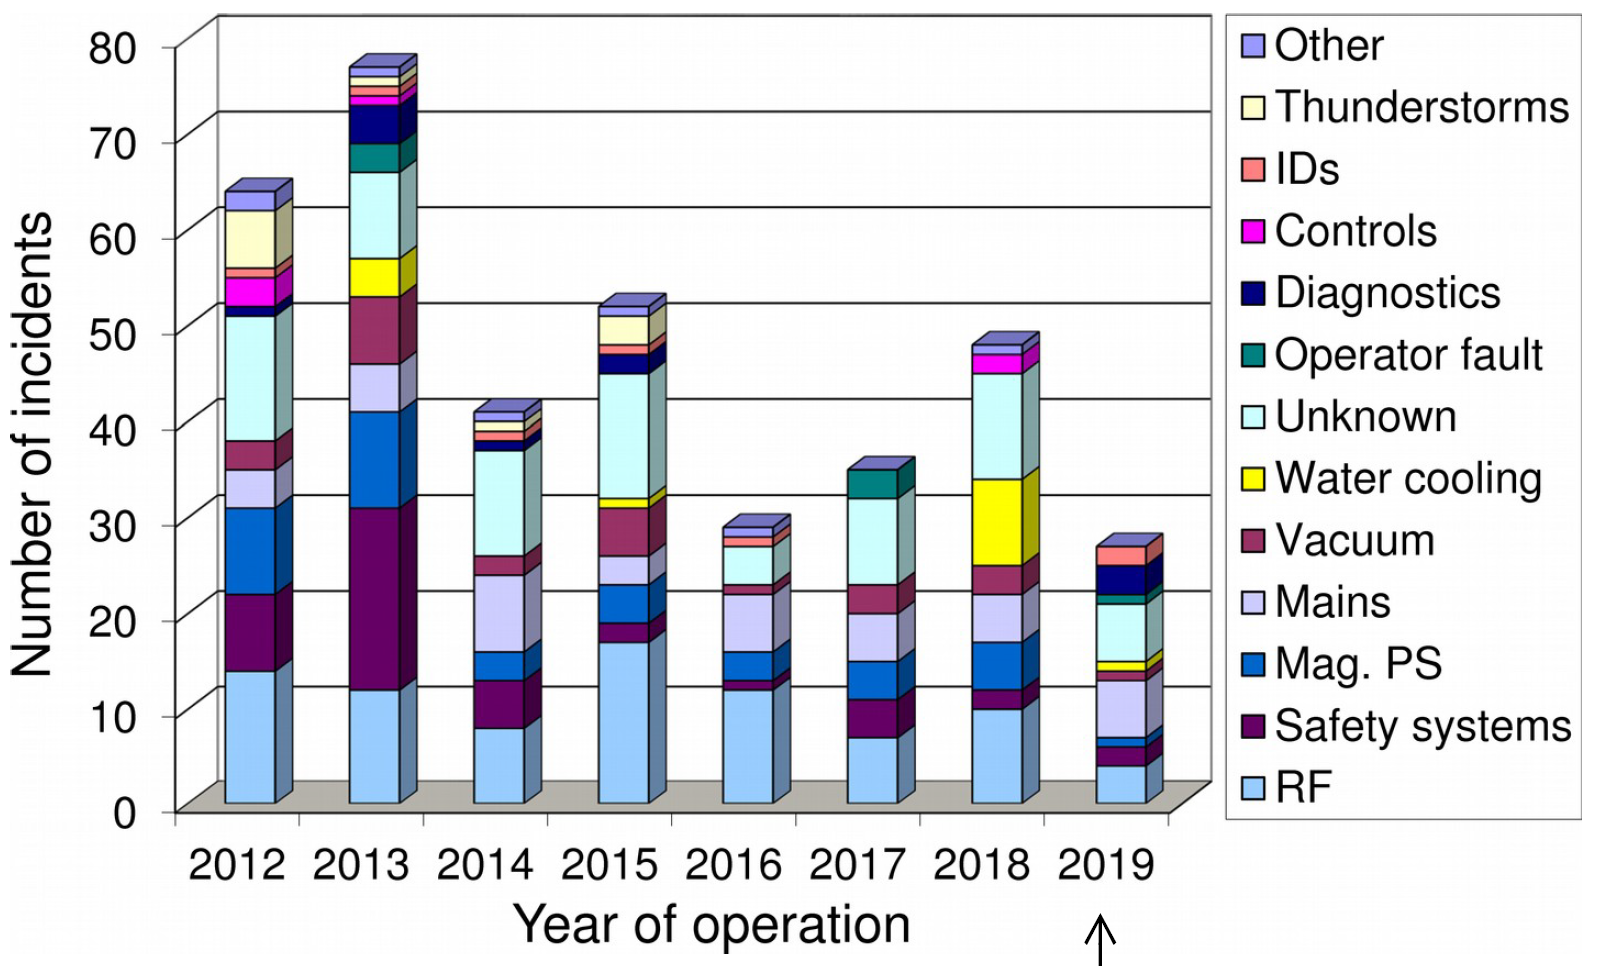 Number of incidents
80
70
60
50
40
30
20
10
0
2012 2013 2014 2015 2016 2017 2018 2019
Year of operation
Other
Thunderstorms
IDs
Controls
Diagnostics
Operator fault
Unknown
Water cooling
Vacuum
Mains
Mag. PS
Safety systems
RF